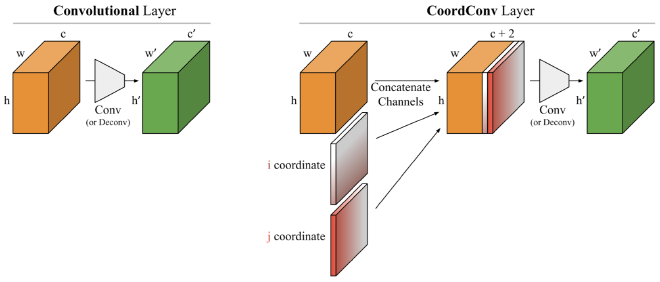 Convolutional Layer
c
w
h
Conv
(or Deconv)
c′
w′
h′
CoordConv Layer
c
w
h
Concatenate
Channels
i coordinate
j coordinate
c + 2
w
h
Conv
(or Deconv)
c′
w′
h′